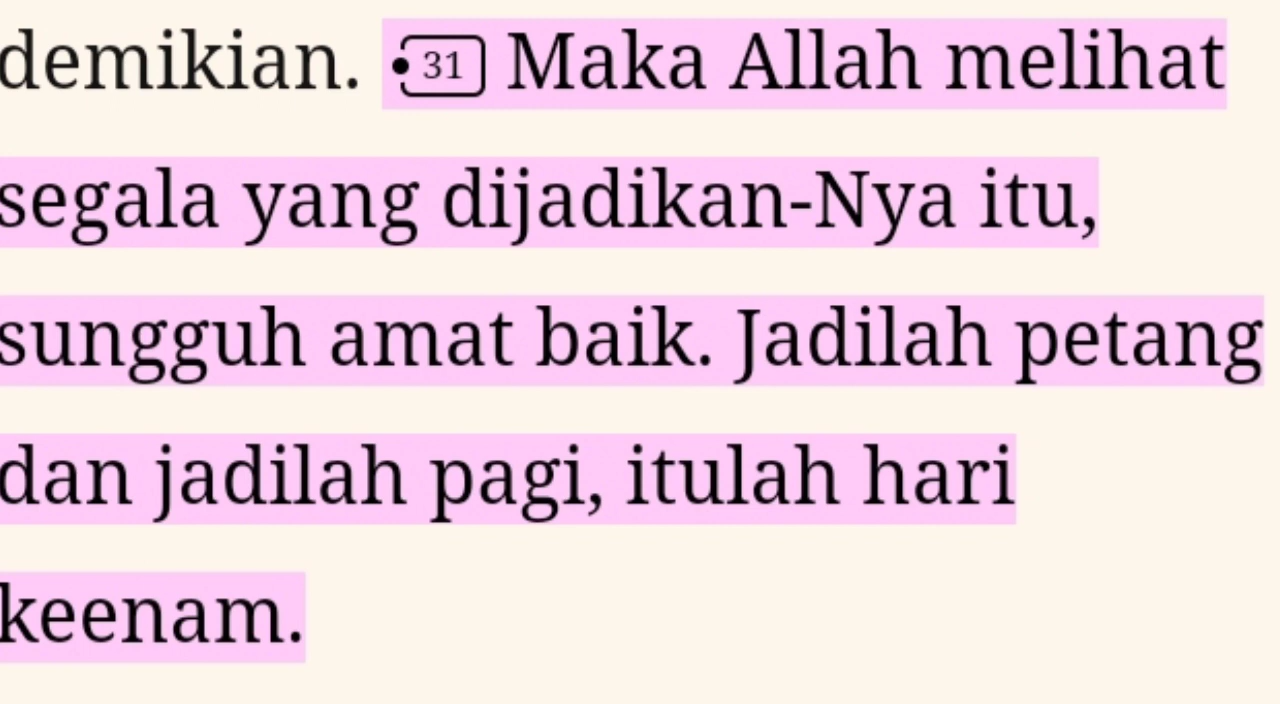 demikian. 31 Maka Allah melihat
segala yang dijadikan-Nya itu,
sungguh amat baik. Jadilah petang
dan jadilah pagi, itulah hari
keenam.